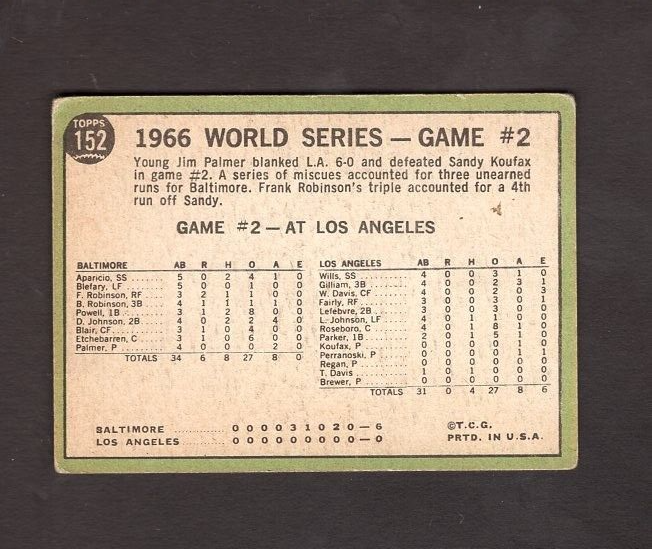 TOPPS
152
1966 WORLD SERIES — GAME #2
Young Jim Palmer blanked L.A. 6-0 and defeated Sandy Koufax
in game #2. A series of miscues accounted for three unearned
runs for Baltimore. Frank Robinson's triple accounted for a 4th
run off Sandy.
GAME #2 — AT LOS ANGELES
BALTIMORE AB R H O A E
Aparicio, SS 5 0 2 4 1 0
Blefary, LF 5 0 0 1 0 0
F. Robinson, RF 3 2 1 1 0 0
B. Robinson, 3B 4 1 1 1 1 0
Powell, 1B 3 1 2 8 0 0
D. Johnson, 2B 4 0 2 2 4 0
Blair, CF 3 1 0 4 0 0
Etchebarren, C 3 1 0 6 0 0
Palmer, P 4 0 0 0 2 0
TOTALS 34 6 8 27 8 0
LOS ANGELES AB R H O A E
Wills, SS 4 0 0 3 1 0
Gilliam, 3B 4 0 0 2 3 1
W. Davis, CF 4 0 0 2 0 3
Fairly, RF 3 0 0 3 0 1
Lefebvre, 2B 3 0 0 3 0 0
L. Johnson, LF 4 0 1 1 0 0
Roseboro, C 4 0 1 8 1 0
Parker, 1B 2 0 1 5 1 0
Koufax, P 0 0 0 1 0
Perranoski, P 0 0 0 0 1 1
Regan, P 0 0 0 0 0 0
T. Davis 1 0 1 0 0 0
Brewer, P 0 0 0 0 0 0
TOTALS 31 0 4 27 8 6
BALTIMORE 0 0 0 0 3 1 0 2 0 — 6
LOS ANGELES 0 0 0 0 0 0 0 0 0 — 0
©T.C.G.
PRTD. IN U.S.A.